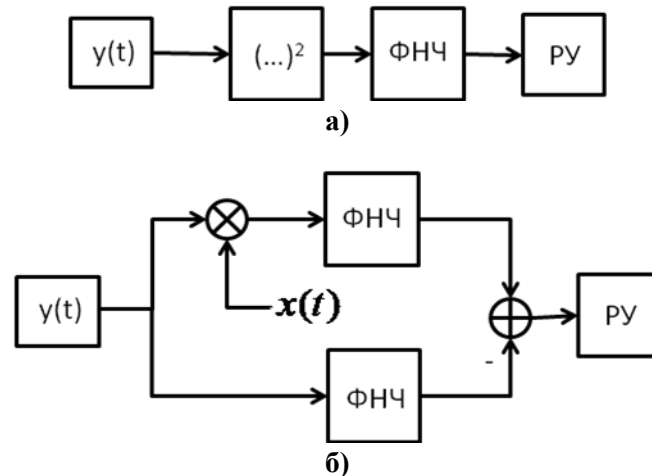 y(t)
(...)²
ФНЧ
РУ
а)
ФНЧ
y(t)
x(t)
РУ
-
ФНЧ
б)